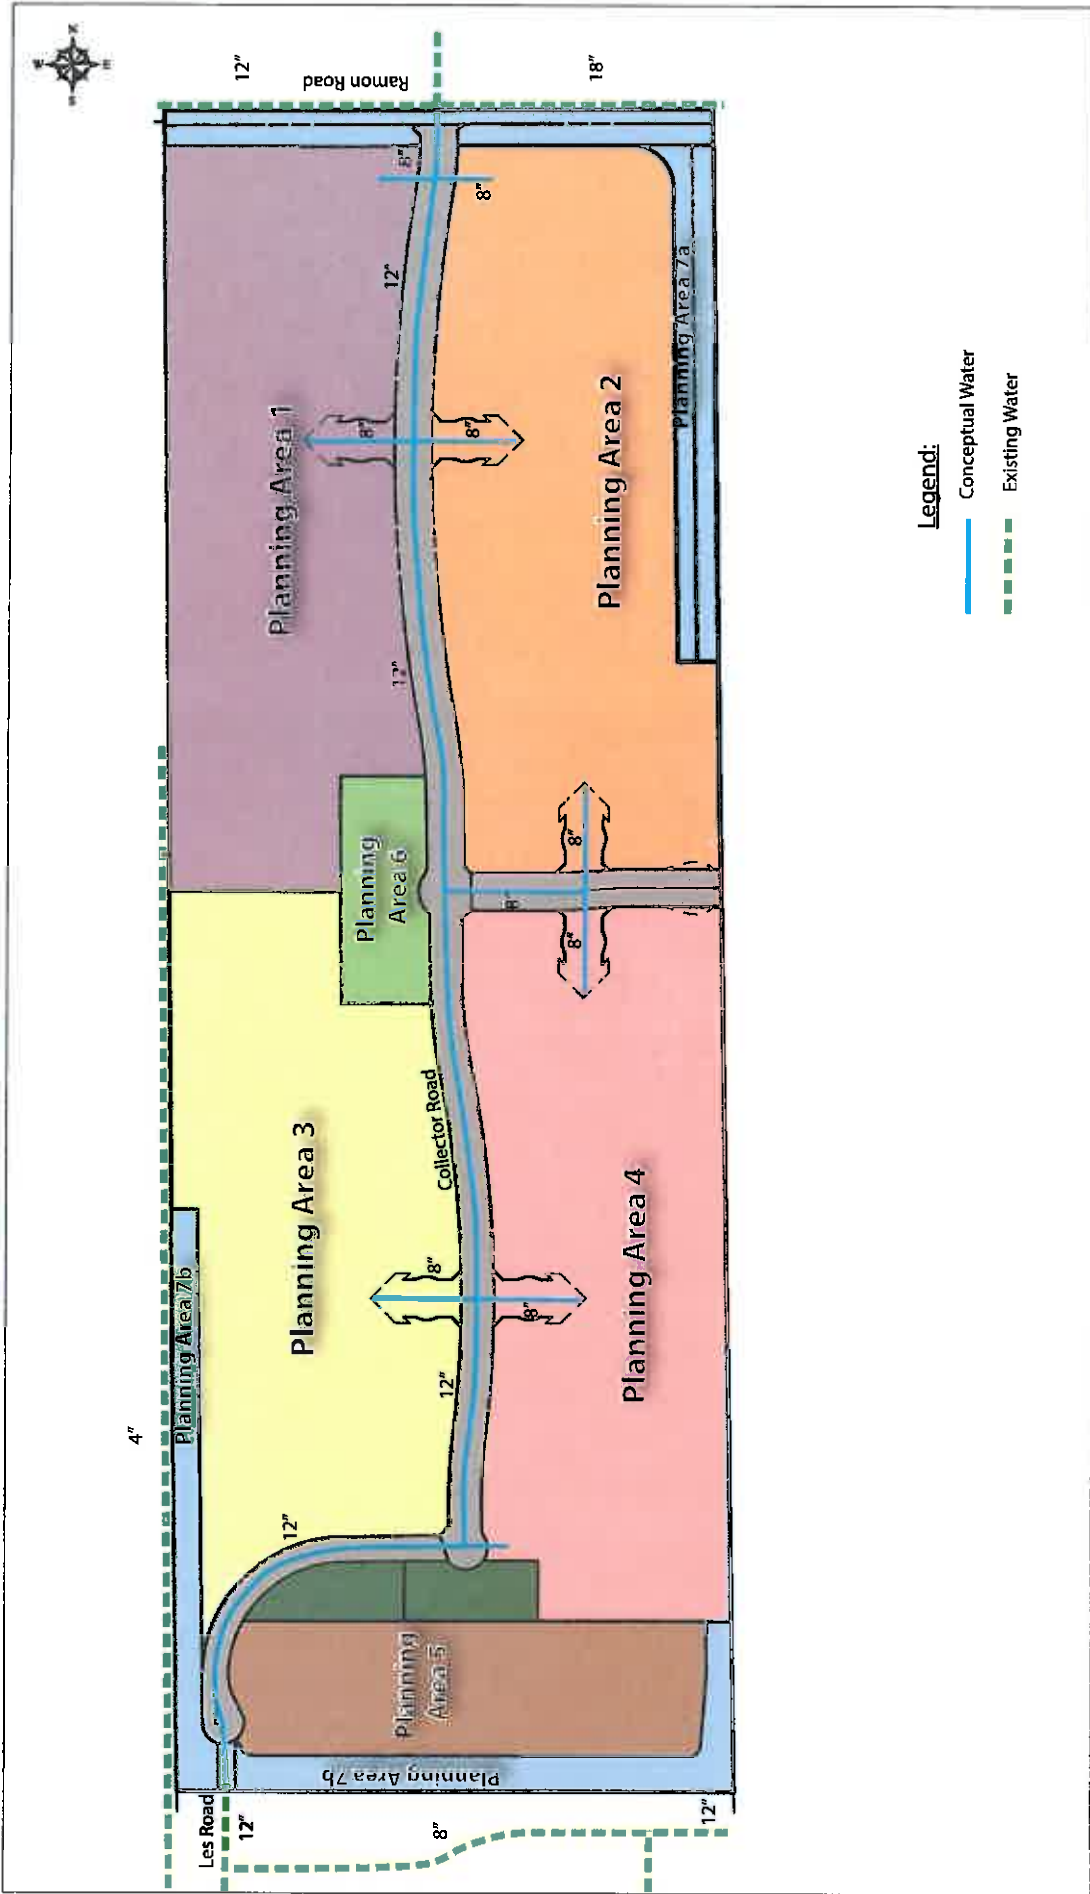 12"
Ramon Road
18"
8"
8"
12"
Planning Area 1
8"
8"
Planning Area 2
Planning Area 7a
12"
Planning
Area 6
8"
8"
8"
Collector Road
Planning Area 3
Planning Area 4
8"
8"
12"
Planning Area 7b
4"
12"
Planning
Area 5
Planning Area 7b
Les Road
12"
8"
12"
Legend:
Conceptual Water
Existing Water